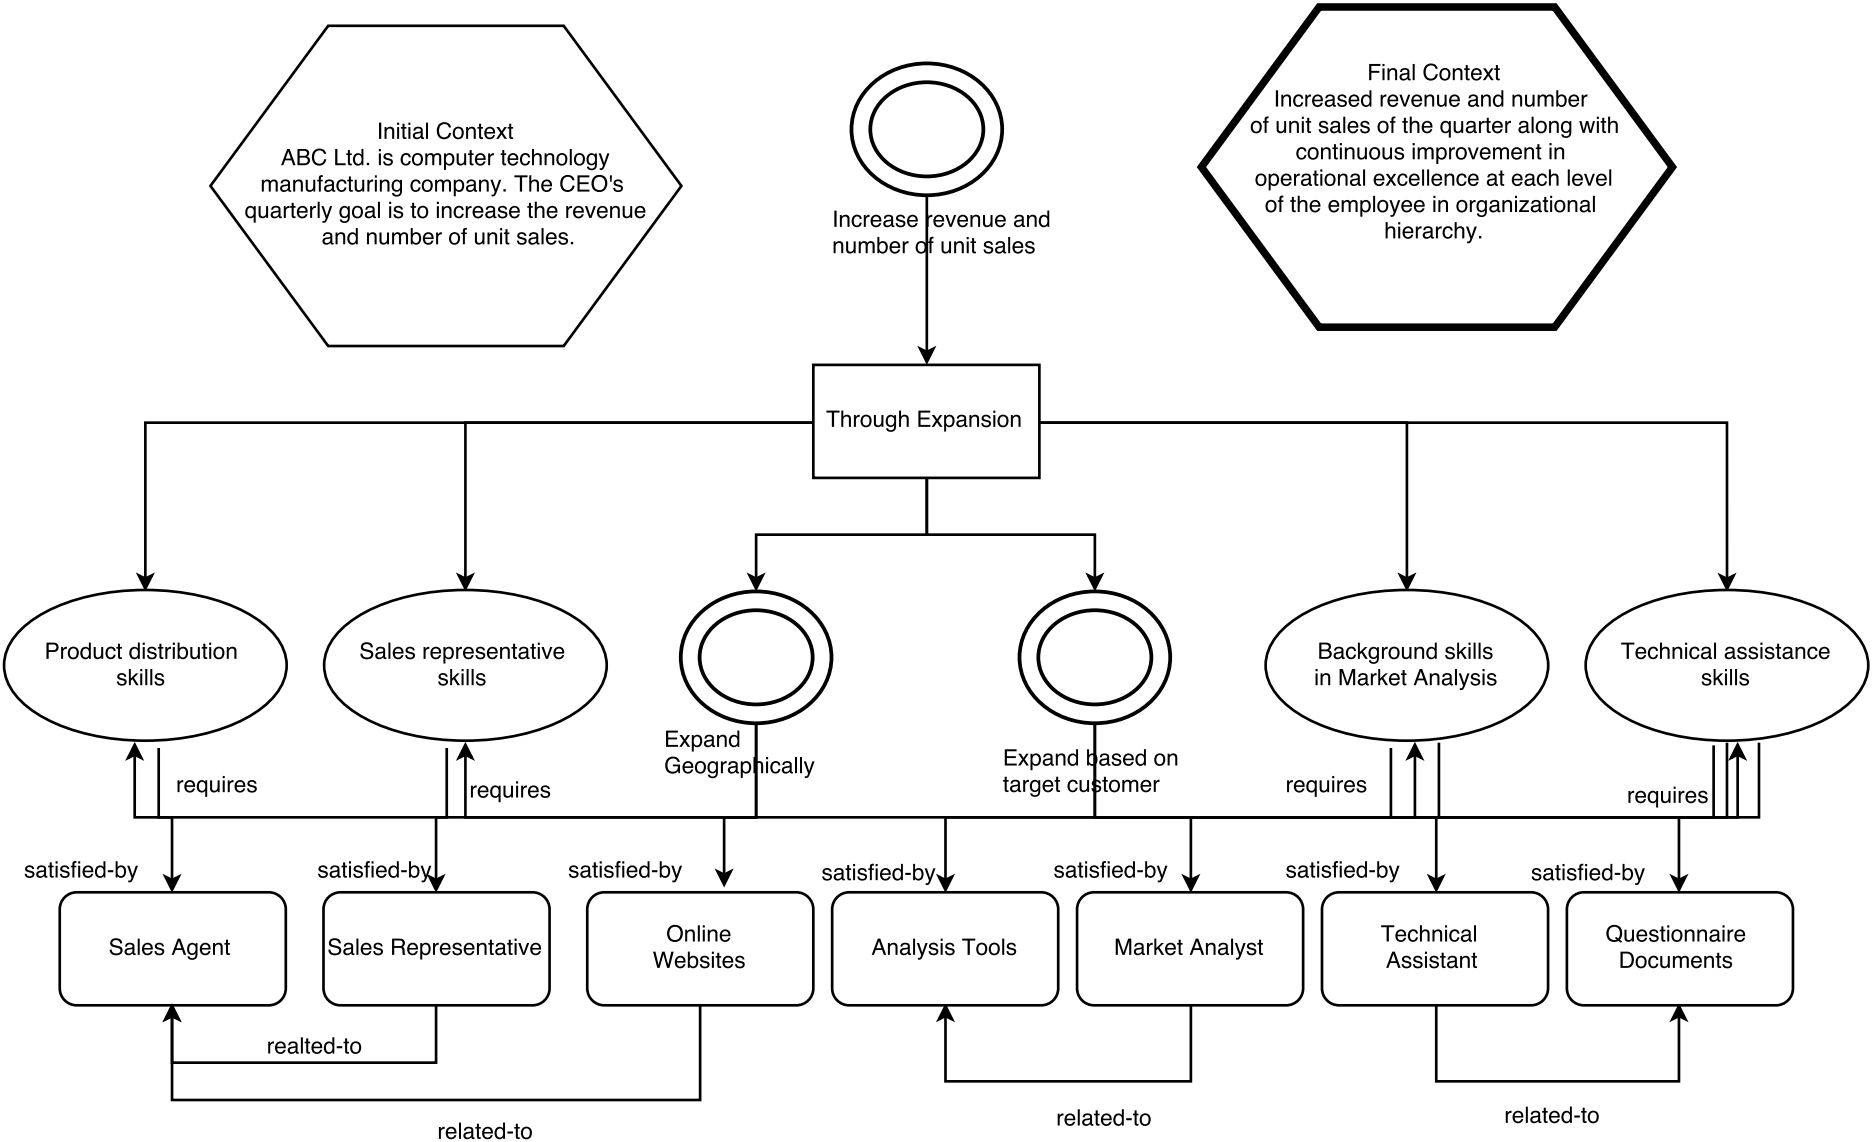 Initial Context
ABC Ltd. is computer technology
manufacturing company. The CEO's
quarterly goal is to increase the revenue
and number of unit sales.
Increase revenue and
number of unit sales
Final Context
Increased revenue and number
of unit sales of the quarter along with
continuous improvement in
operational excellence at each level
of the employee in organizational
hierarchy.
Through Expansion
Product distribution
skills
Sales representative
skills
Expand
Geographically
Expand based on
target customer
Background skills
in Market Analysis
Technical assistance
skills
requires
requires
requires
requires
satisfied-by
satisfied-by
satisfied-by
satisfied-by
satisfied-by
satisfied-by
satisfied-by
Sales Agent
Sales Representative
Online
Websites
Analysis Tools
Market Analyst
Technical
Assistant
Questionnaire
Documents
realted-to
related-to
related-to
related-to